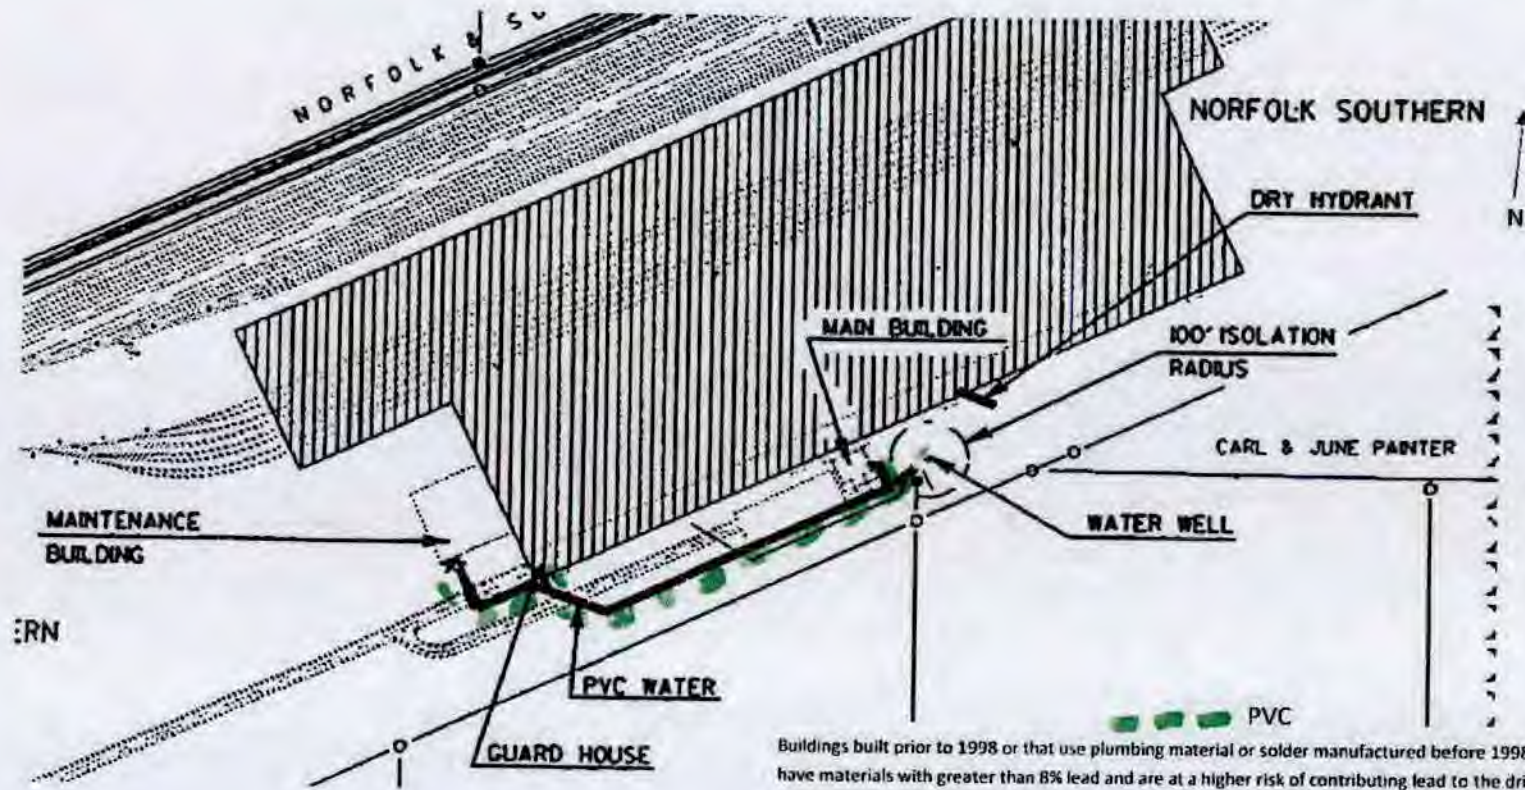 NORFOLK & SO
NORFOLK SOUTHERN
DRY HYDRANT
N
MAIN BUILDING
100' ISOLATION
RADIUS
CARL & JUNE PAINTER
MAINTENANCE
BUILDING
WATER WELL
ERN
PVC WATER
PVC
GUARD HOUSE
Buildings built prior to 1998 or that use plumbing material or solder manufactured before 1998
have materials with greater than 8% lead and are at a higher risk of contributing lead to the dri